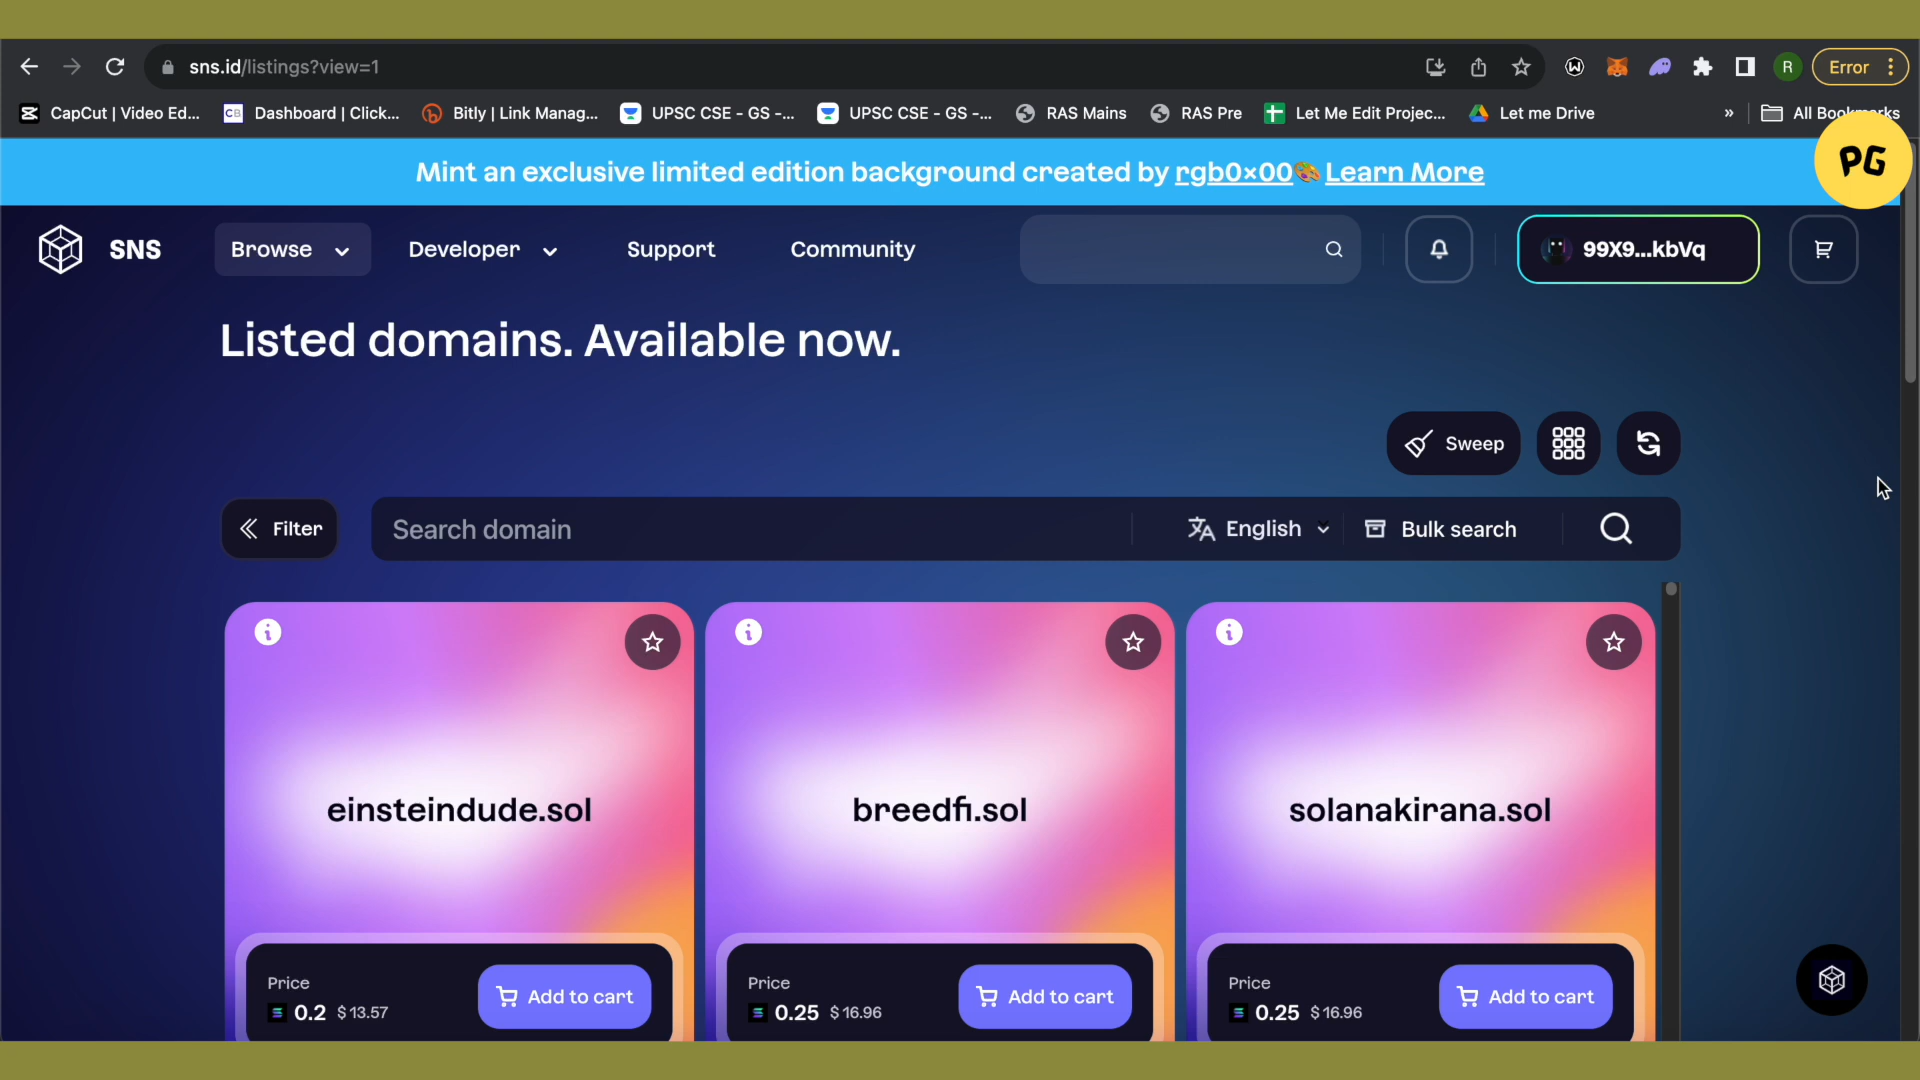 sns.id/listings?view=1
R
Error
CapCut | Video Ed...
CB
Dashboard | Click...
Bitly | Link Manag...
UPSC CSE - GS -...
UPSC CSE - GS -...
RAS Mains
RAS Pre
Let Me Edit Projec...
Let me Drive
»
All Bookmarks
PG
Mint an exclusive limited edition background created by rgb0x00🎨 Learn More
SNS
Browse
Developer
Support
Community
99X9...kbVq
Listed domains. Available now.
Sweep
Filter
Search domain
English
Bulk search
einsteindude.sol
breedfi.sol
solanakirana.sol
Price
0.2 $ 13.57
Add to cart
Price
0.25 $ 16.96
Add to cart
Price
0.25 $ 16.96
Add to cart